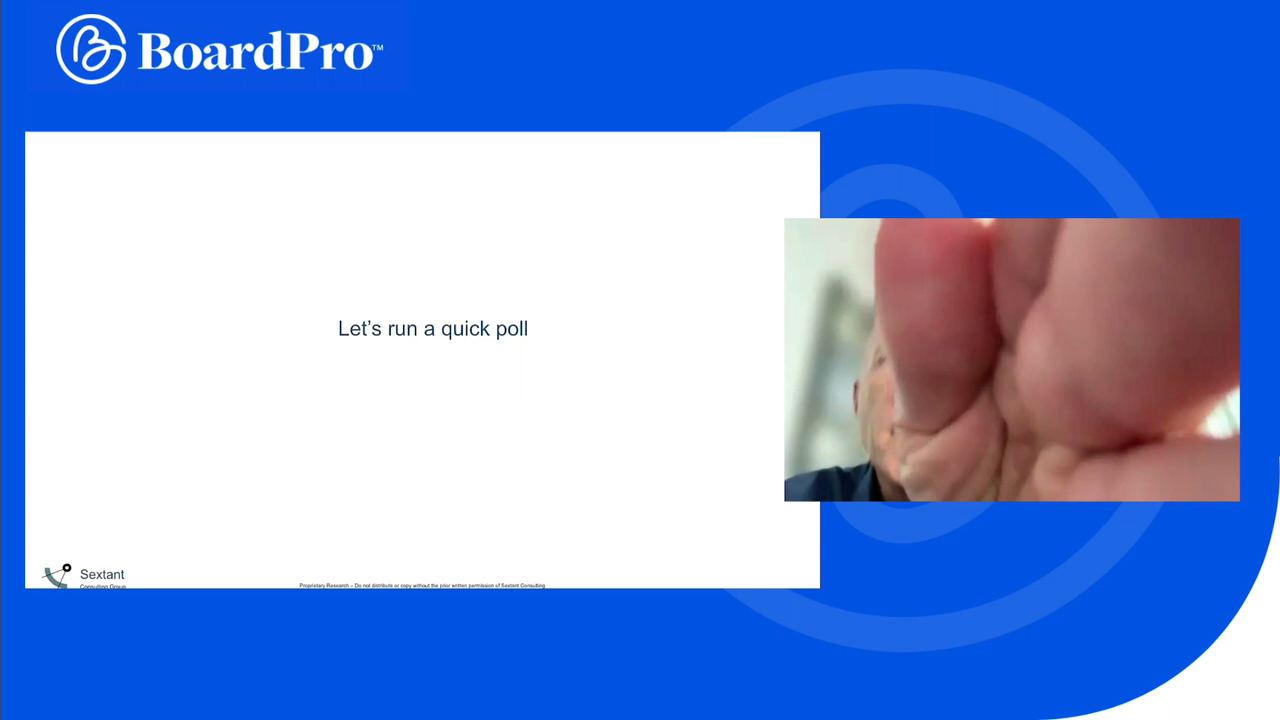 BoardPro™
Let's run a quick poll
Sextant
Consulting Group
Proprietary Research – Do not distribute or copy without the prior written permission of Sextant Consulting